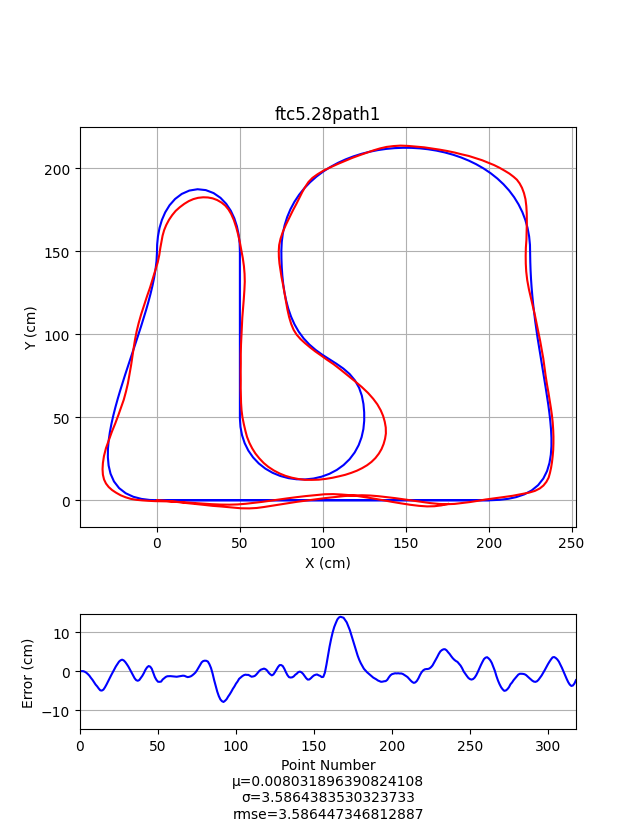 ftc5.28path1
Y (cm)
200
150
100
50
0
0 50 100 150 200 250
X (cm)
Error (cm)
10
0
−10
0 50 100 150 200 250 300
Point Number
μ=0.008031896390824108
σ=3.5864383530323733
rmse=3.586447346812887